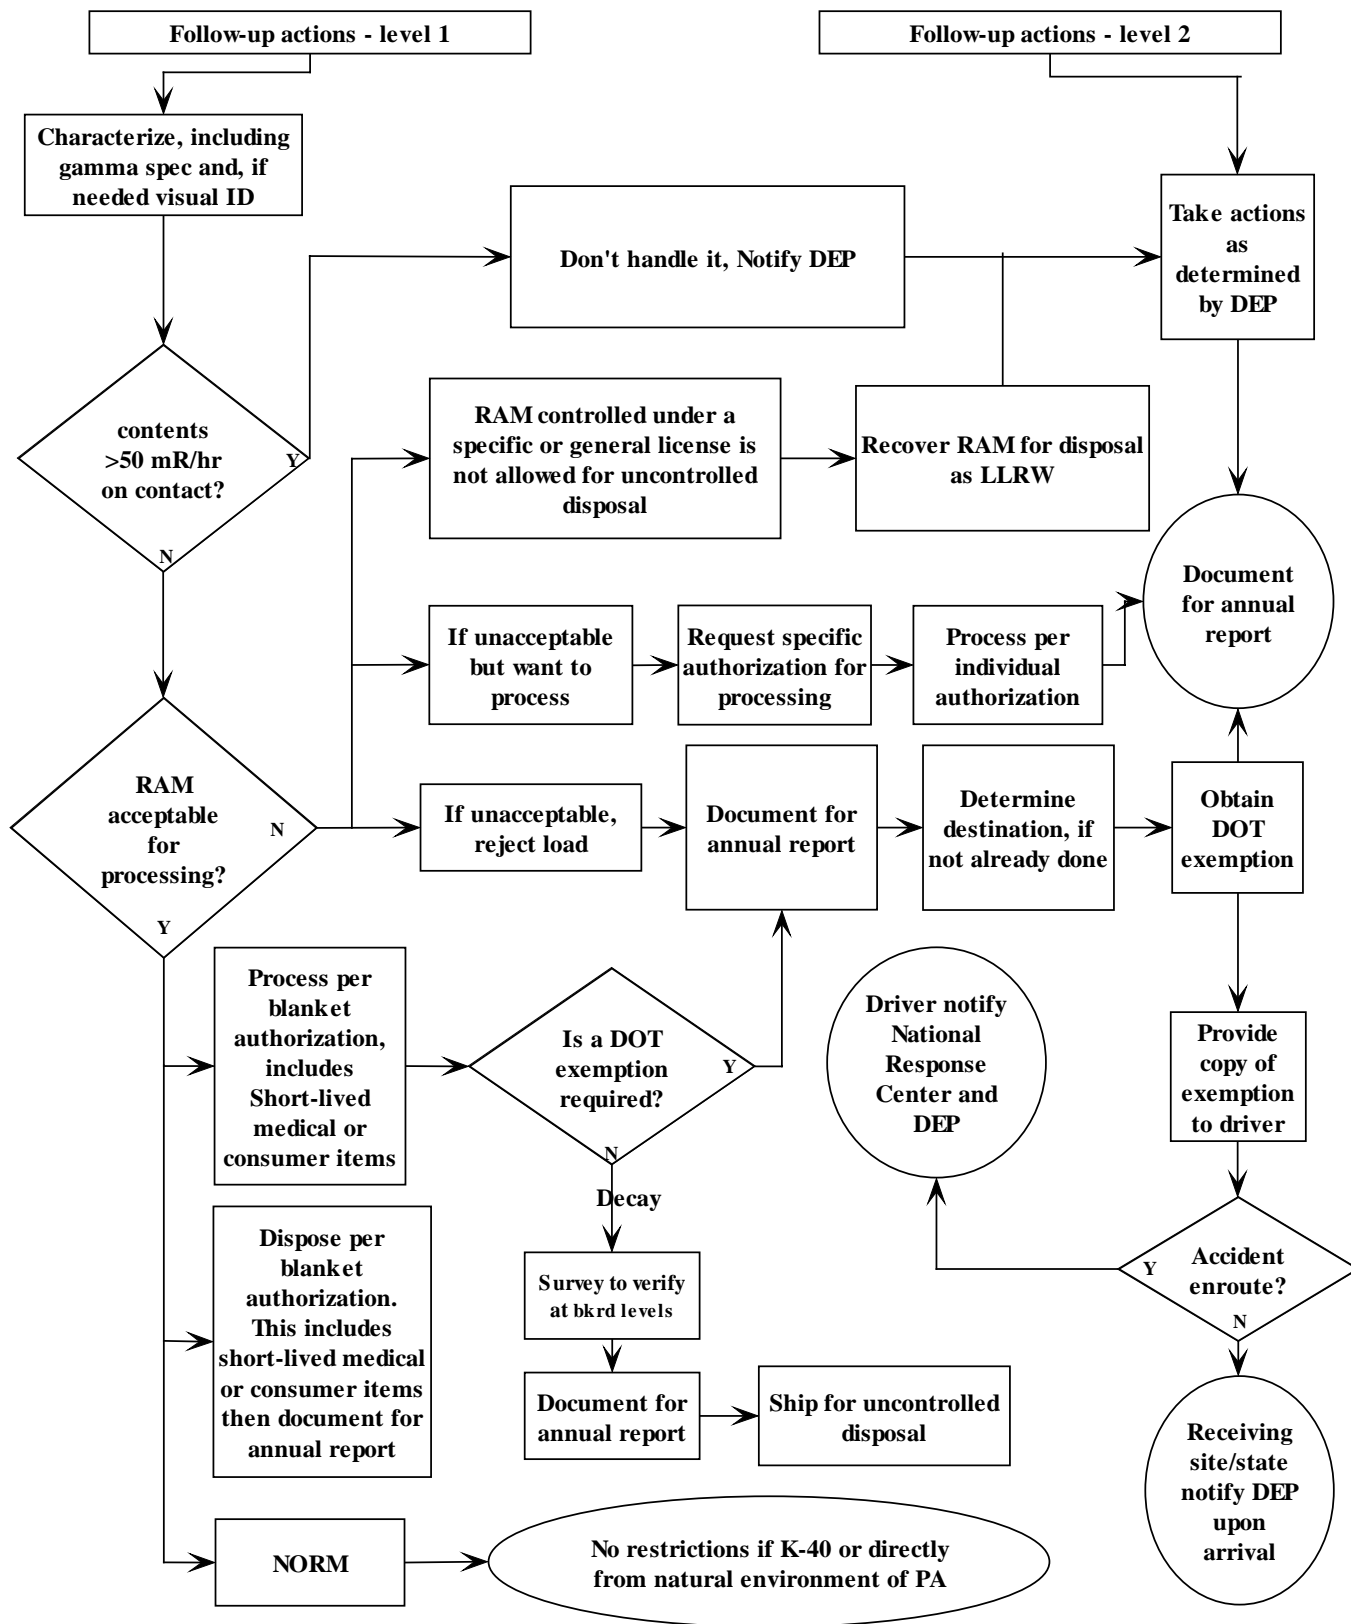 Follow-up actions - level 1
Follow-up actions - level 2
Characterize, including
gamma spec and, if
needed visual ID
Don't handle it, Notify DEP
Take actions
as
determined
by DEP
contents
>50 mR/hr
on contact?
Y
N
RAM controlled under a
specific or general license is
not allowed for uncontrolled
disposal
Recover RAM for disposal
as LLRW
Document
for annual
report
If unacceptable
but want to
process
Request specific
authorization for
processing
Process per
individual
authorization
RAM
acceptable
for
processing?
N
Y
If unacceptable,
reject load
Document for
annual report
Determine
destination, if
not already done
Obtain
DOT
exemption
Process per
blanket
authorization,
includes
Short-lived
medical or
consumer items
Is a DOT
exemption
required?
Y
N
Driver notify
National
Response
Center and
DEP
Provide
copy of
exemption
to driver
Decay
Survey to verify
at bkrd levels
Accident
enroute?
Y
N
Dispose per
blanket
authorization.
This includes
short-lived medical
or consumer items
then document for
annual report
Document for
annual report
Ship for uncontrolled
disposal
Receiving
site/state
notify DEP
upon
arrival
NORM
No restrictions if K-40 or directly
from natural environment of PA